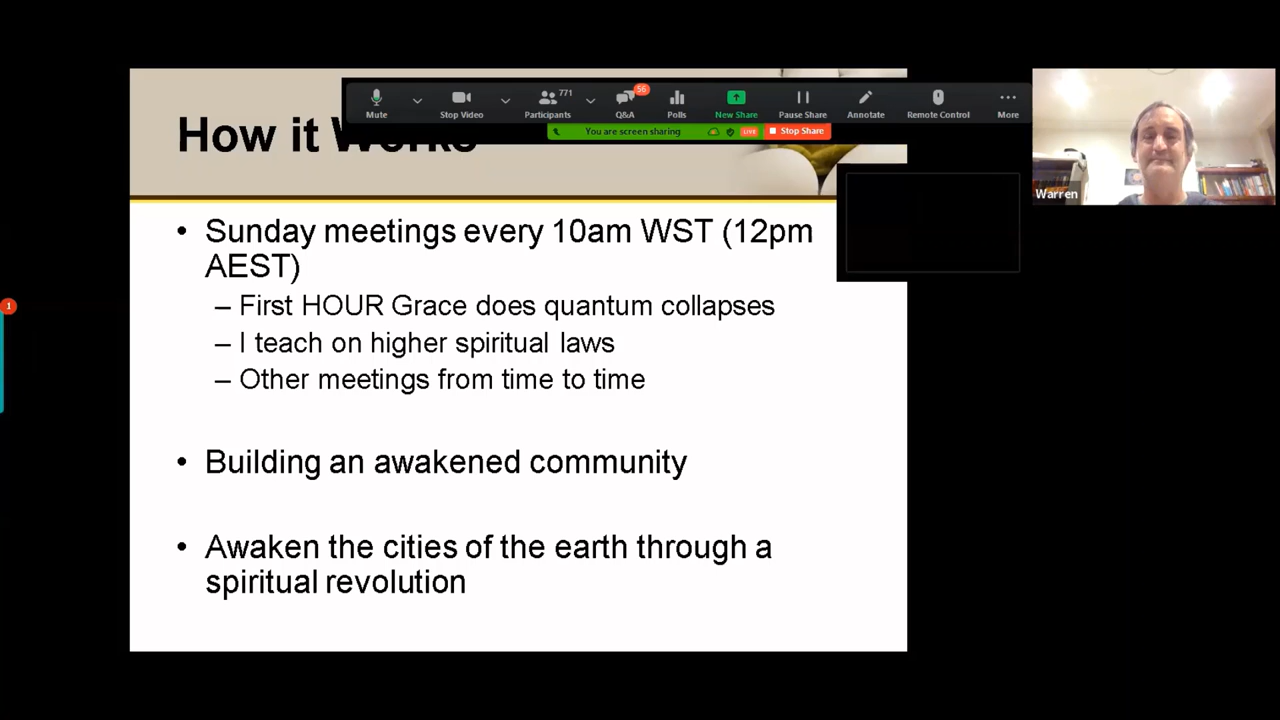 771
56
Mute
Stop Video
Participants
Q&A
Polls
New Share
Pause Share
Annotate
Remote Control
More
You are screen sharing
LIVE
Stop Share
How it Works
Warren
• Sunday meetings every 10am WST (12pm
AEST)
– First HOUR Grace does quantum collapses
1
– I teach on higher spiritual laws
– Other meetings from time to time
• Building an awakened community
• Awaken the cities of the earth through a
spiritual revolution